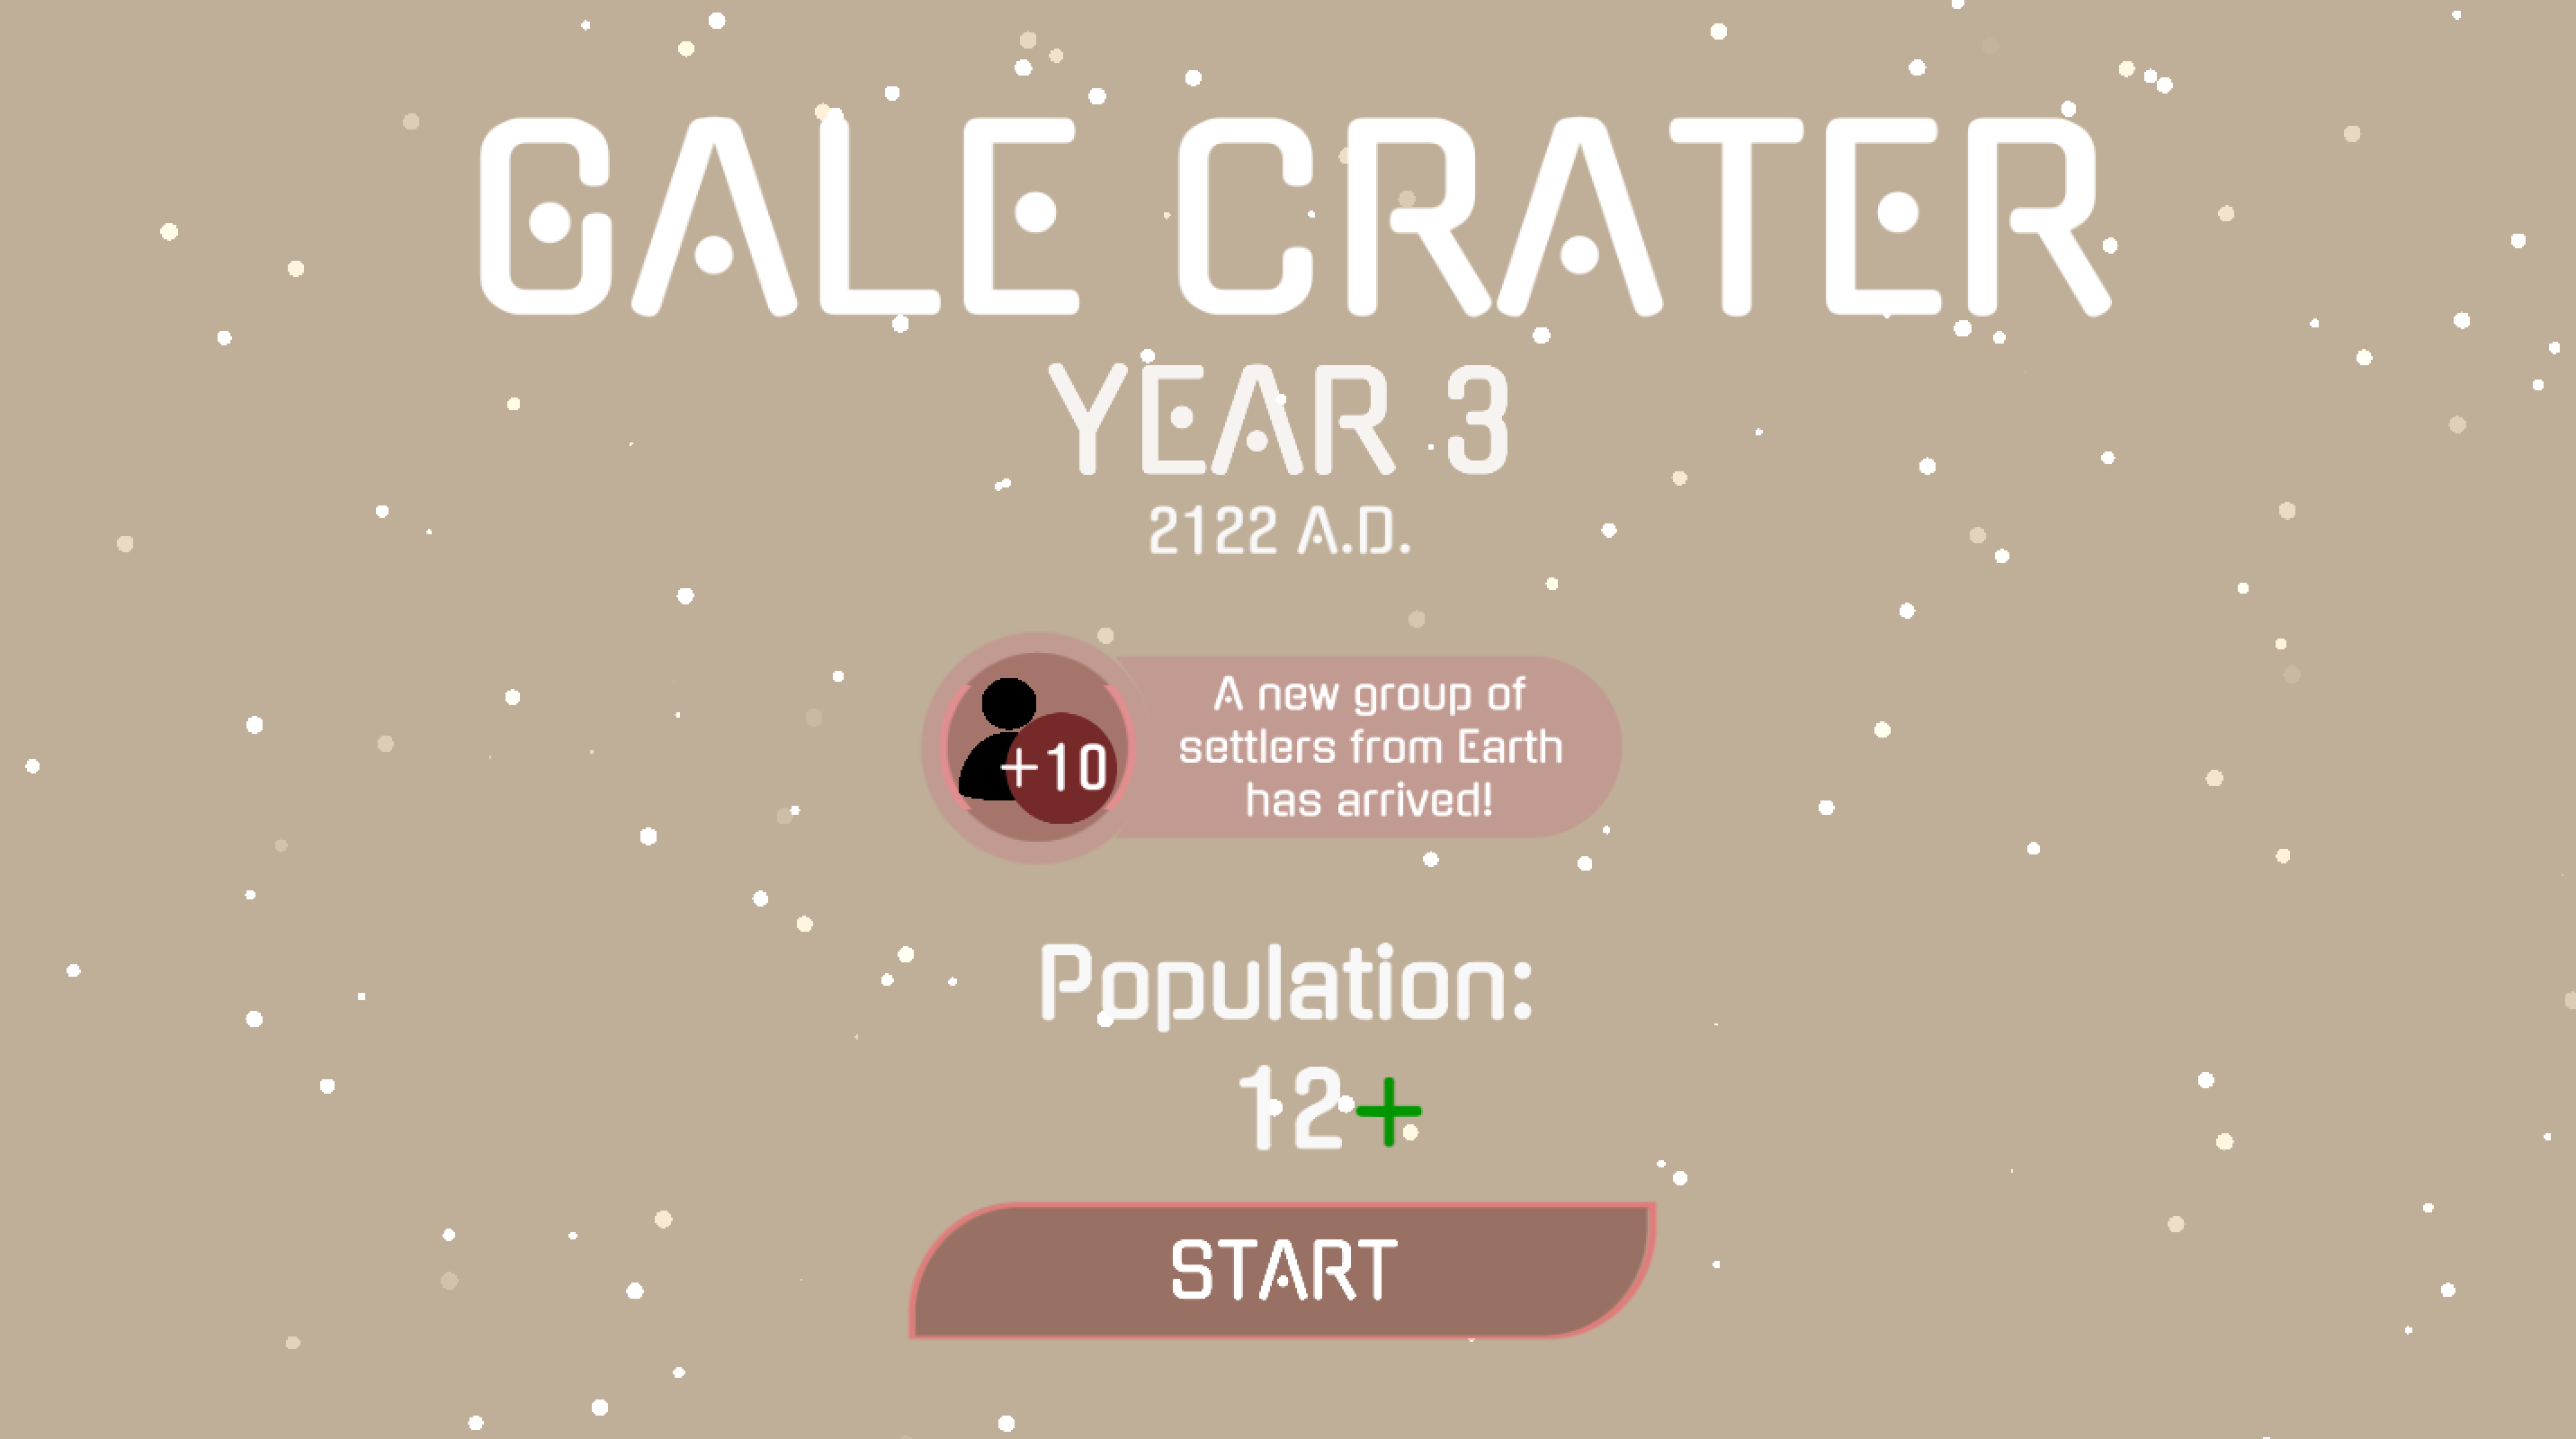 GALE CRATER
YEAR 3
2122 A.D.
+10
A new group of
settlers from Earth
has arrived!
Population:
12+
START